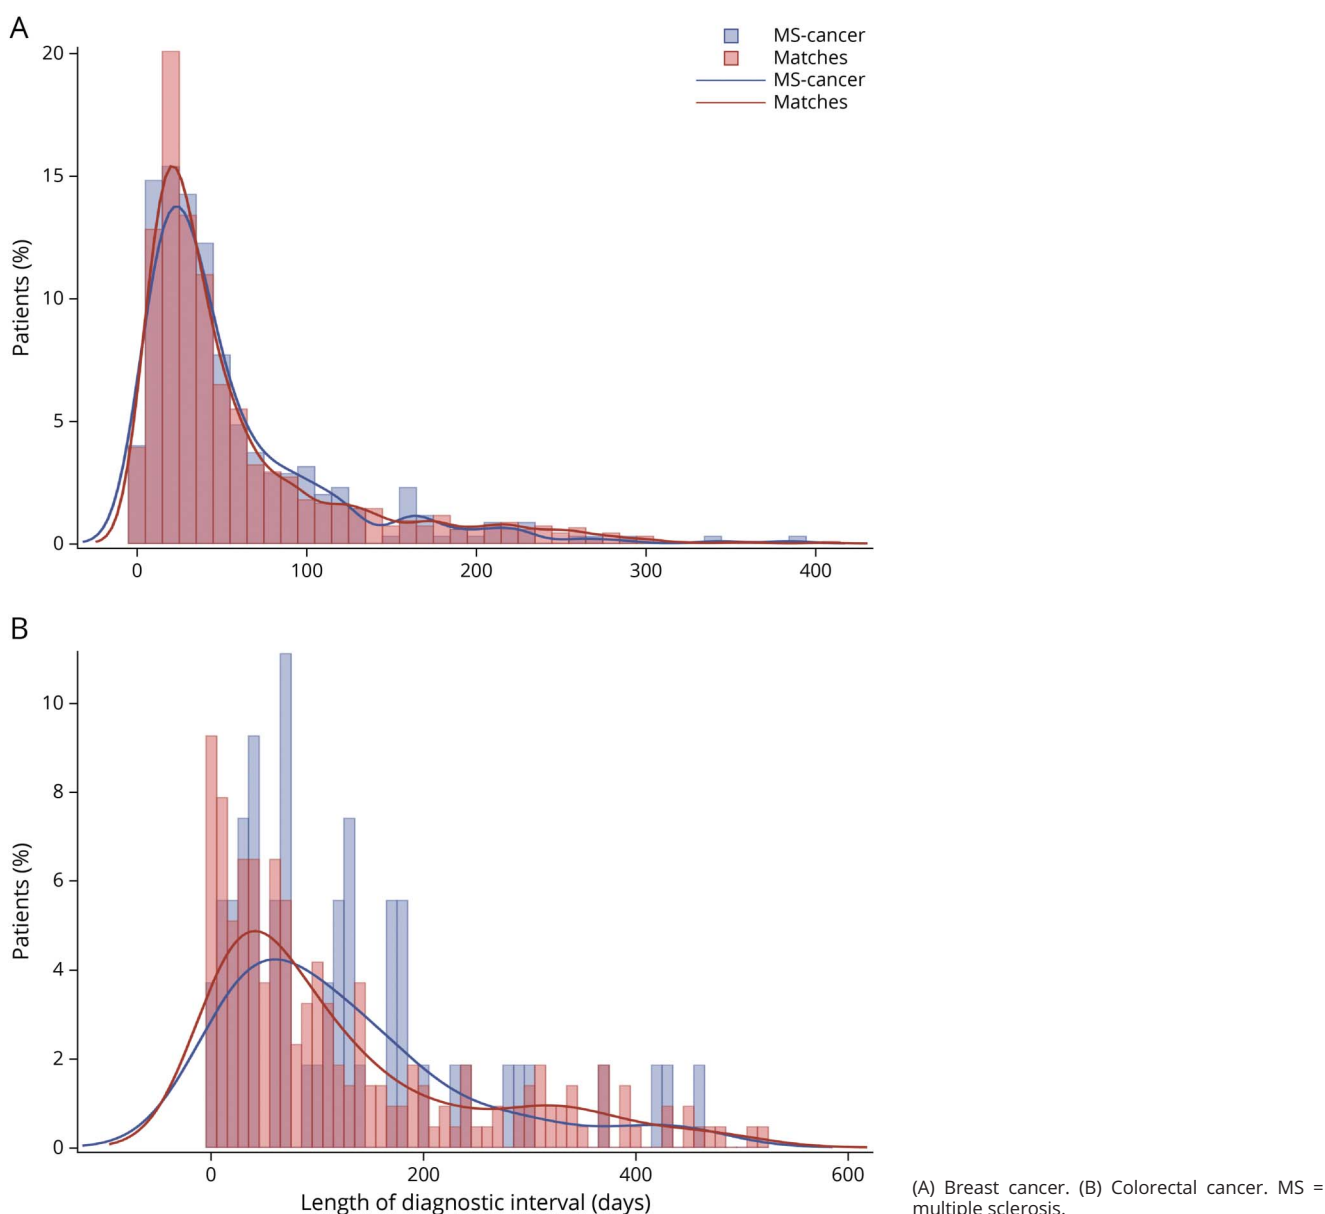 A
MS-cancer
Matches
MS-cancer
Matches
20
15
10
5
0
Patients (%)
0 100 200 300 400
B
10
8
6
4
2
0
Patients (%)
0 200 400 600
Length of diagnostic interval (days)
(A) Breast cancer. (B) Colorectal cancer. MS =
multiple sclerosis.